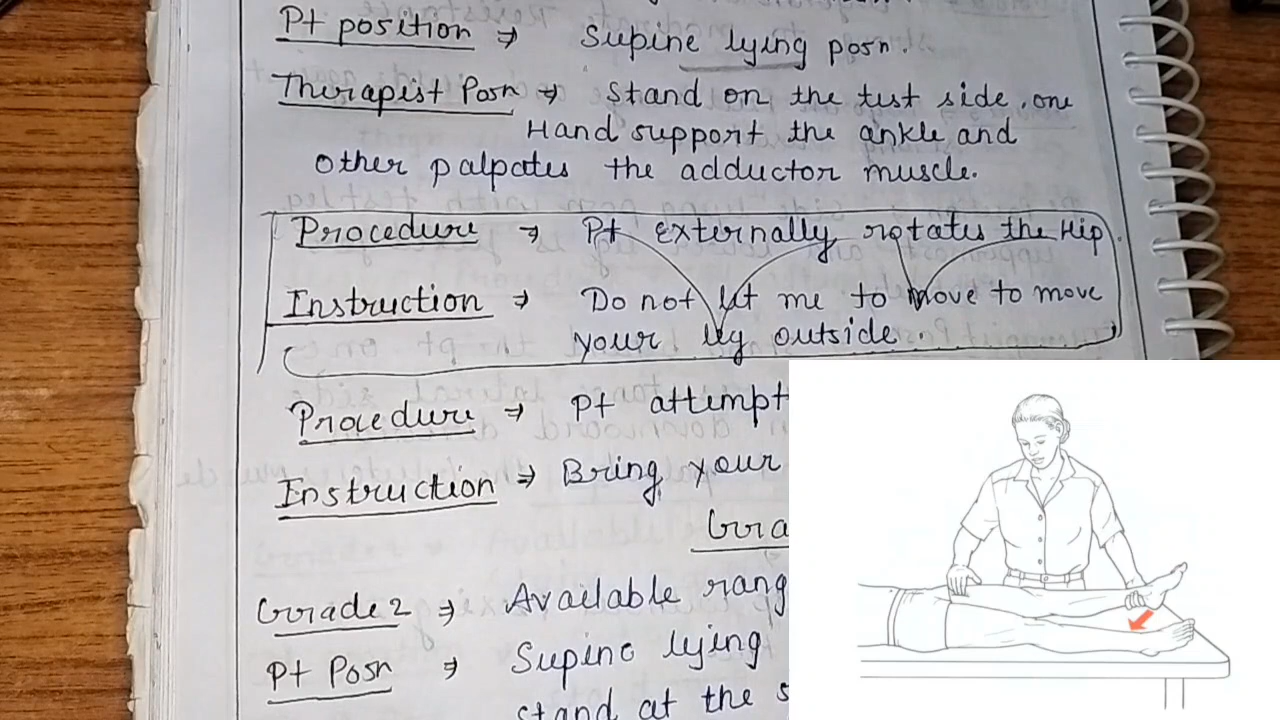 Pt position ⇒ Supine lying posn.
Therapist Posn ⇒ Stand on the test side, one
Hand support the ankle and
other palpates the adductor muscle.
Procedure ⇒ Pt externally rotates the Hip.
Instruction ⇒ Do not let me to move to move
your leg outside.
Procedure ⇒ Pt attempt
Instruction ⇒ Bring your
Gra
Grade 2 ⇒ Available rang
Pt Posn ⇒ Supine lying
stand at the s